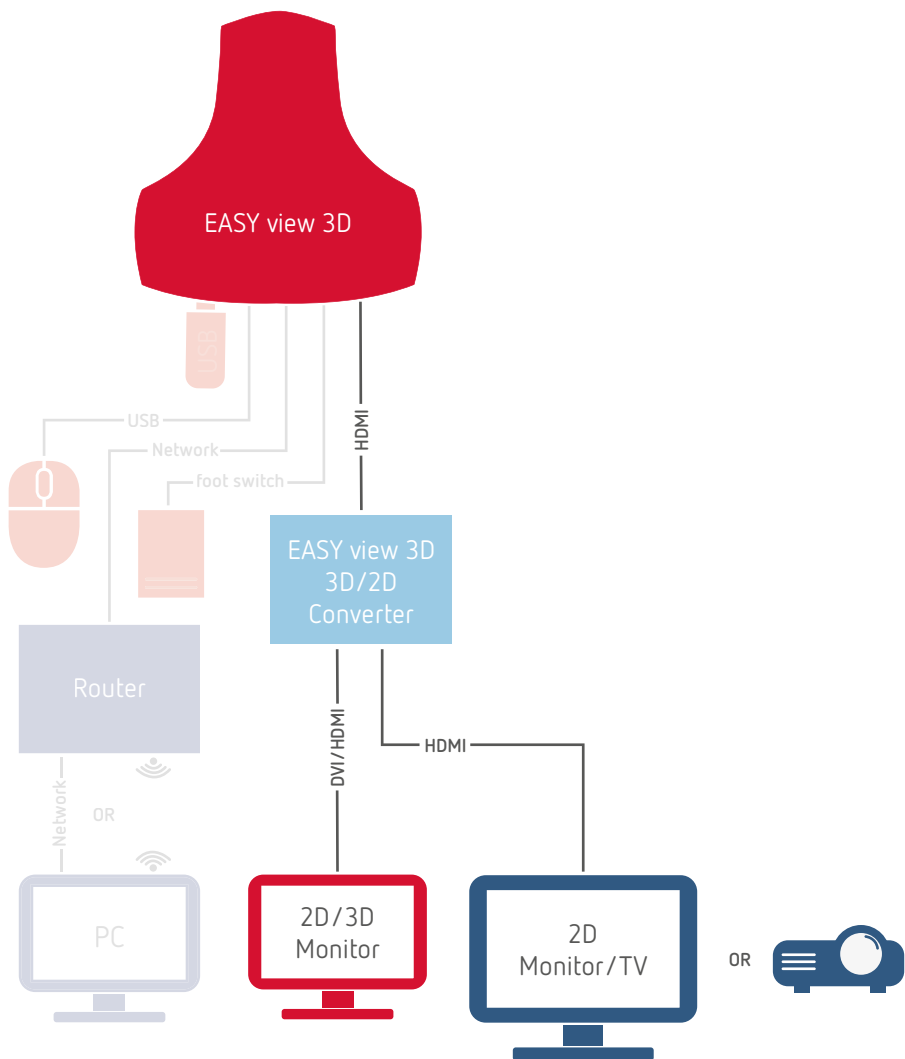 EASY view 3D
USB
USB
Network
foot switch
HDMI
EASY view 3D
3D/2D
Converter
Router
DVI/HDMI
HDMI
Network
OR
PC
2D/3D
Monitor
2D
Monitor/TV
OR